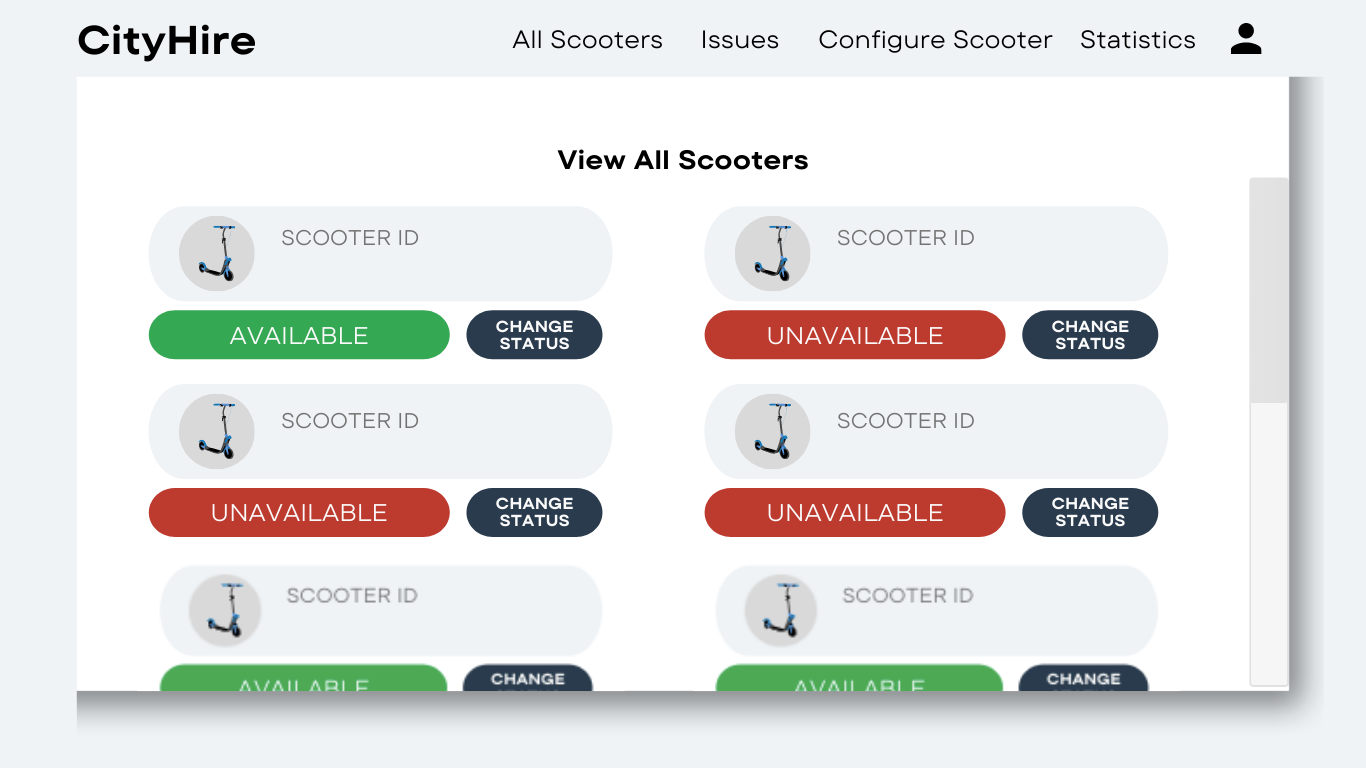 CityHire
All Scooters Issues Configure Scooter Statistics
View All Scooters
SCOOTER ID
AVAILABLE
CHANGE
STATUS
SCOOTER ID
UNAVAILABLE
CHANGE
STATUS
SCOOTER ID
UNAVAILABLE
CHANGE
STATUS
SCOOTER ID
UNAVAILABLE
CHANGE
STATUS
SCOOTER ID
AVAILABLE
CHANGE
SCOOTER ID
AVAILABLE
CHANGE